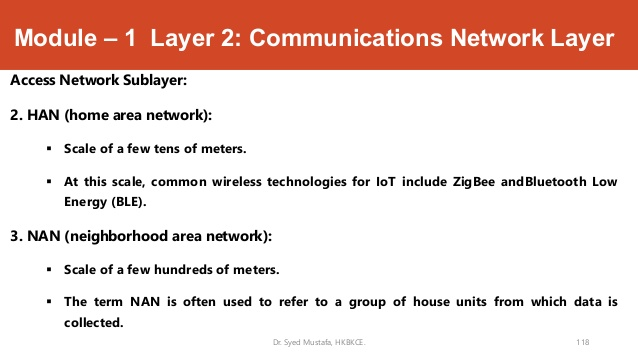 Module – 1  Layer 2: Communications Network Layer
Access Network Sublayer:
2. HAN (home area network):
▪ Scale of a few tens of meters.
▪ At this scale, common wireless technologies for IoT include ZigBee andBluetooth Low
Energy (BLE).
3. NAN (neighborhood area network):
▪ Scale of a few hundreds of meters.
▪ The term NAN is often used to refer to a group of house units from which data is
collected.
Dr. Syed Mustafa, HKBKCE. 118